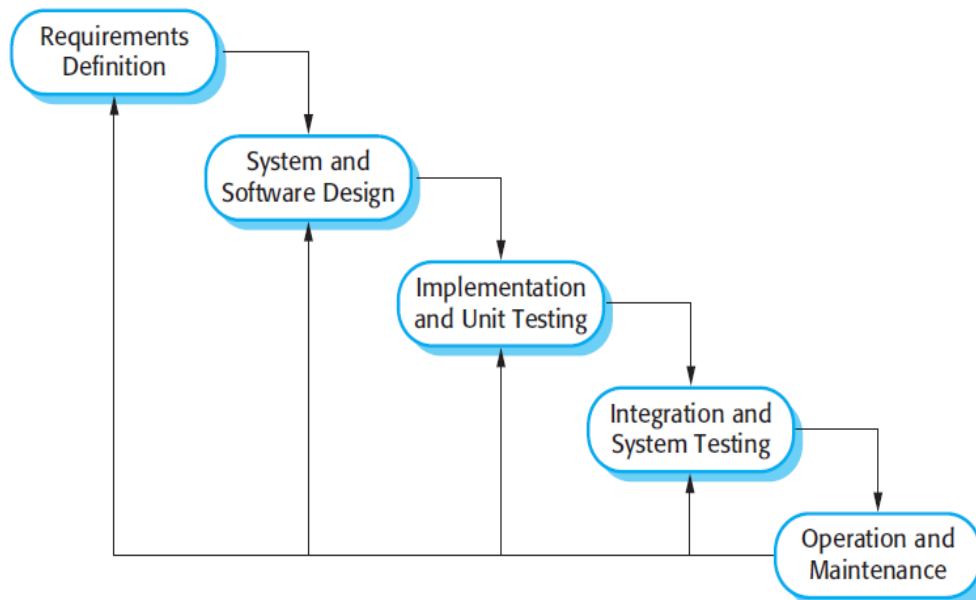 Requirements
Definition
System and
Software Design
Implementation
and Unit Testing
Integration and
System Testing
Operation and
Maintenance